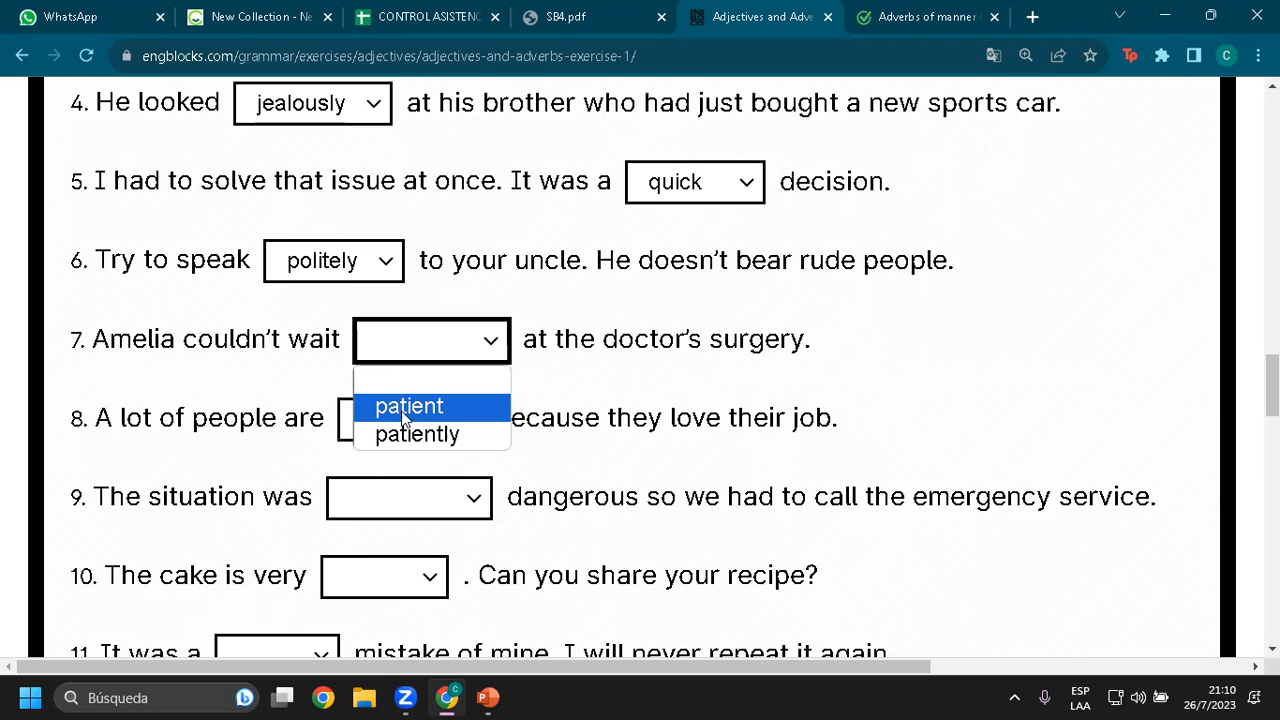 WhatsApp
New Collection - Ne
CONTROL ASISTENC
SB4.pdf
Adjectives and Adve
Adverbs of manner
engblocks.com/grammar/exercises/adjectives/adjectives-and-adverbs-exercise-1/
4. He looked jealously at his brother who had just bought a new sports car.
5. I had to solve that issue at once. It was a quick decision.
6. Try to speak politely to your uncle. He doesn't bear rude people.
7. Amelia couldn't wait at the doctor's surgery.
patient
patiently
8. A lot of people are ecause they love their job.
9. The situation was dangerous so we had to call the emergency service.
10. The cake is very . Can you share your recipe?
11. It was a mistake of mine. I will never repeat it again
Búsqueda
ESP
LAA
21:10
26/7/2023